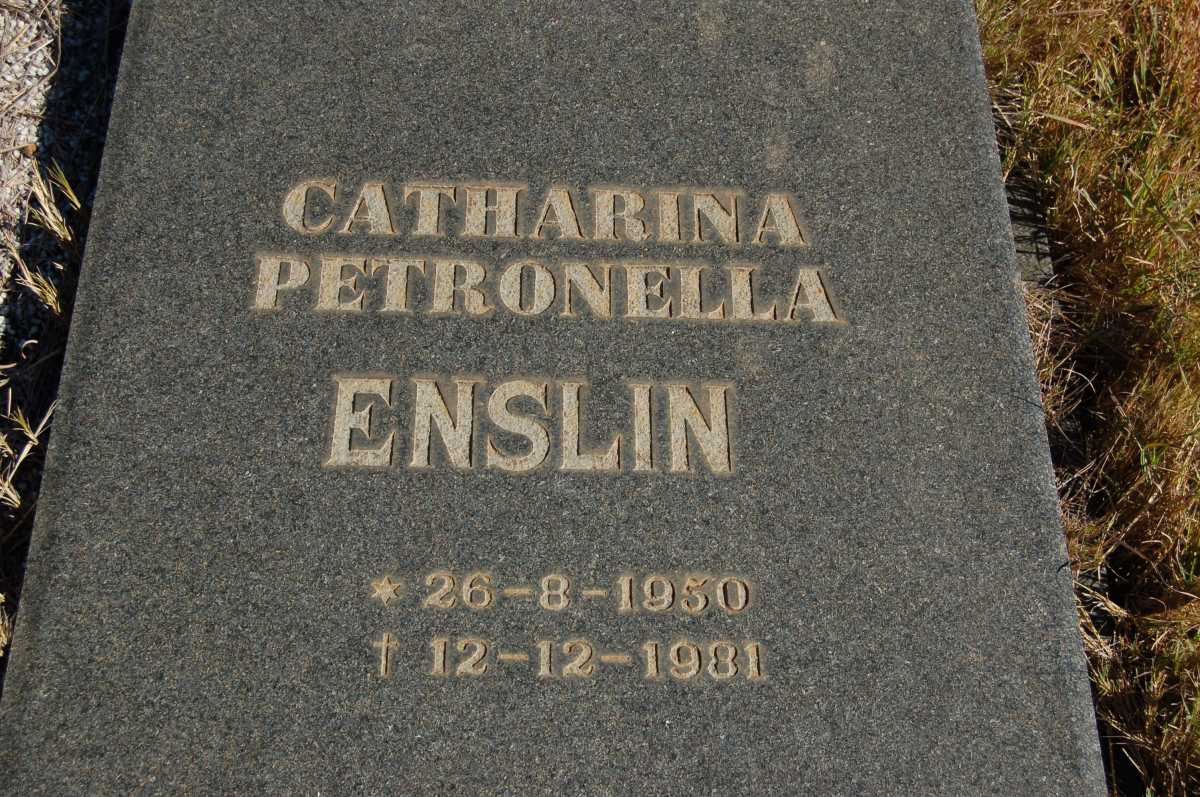 CATHARINA
PETRONELLA
ENSLIN
☆ 26-8-1950
† 12-12-1981